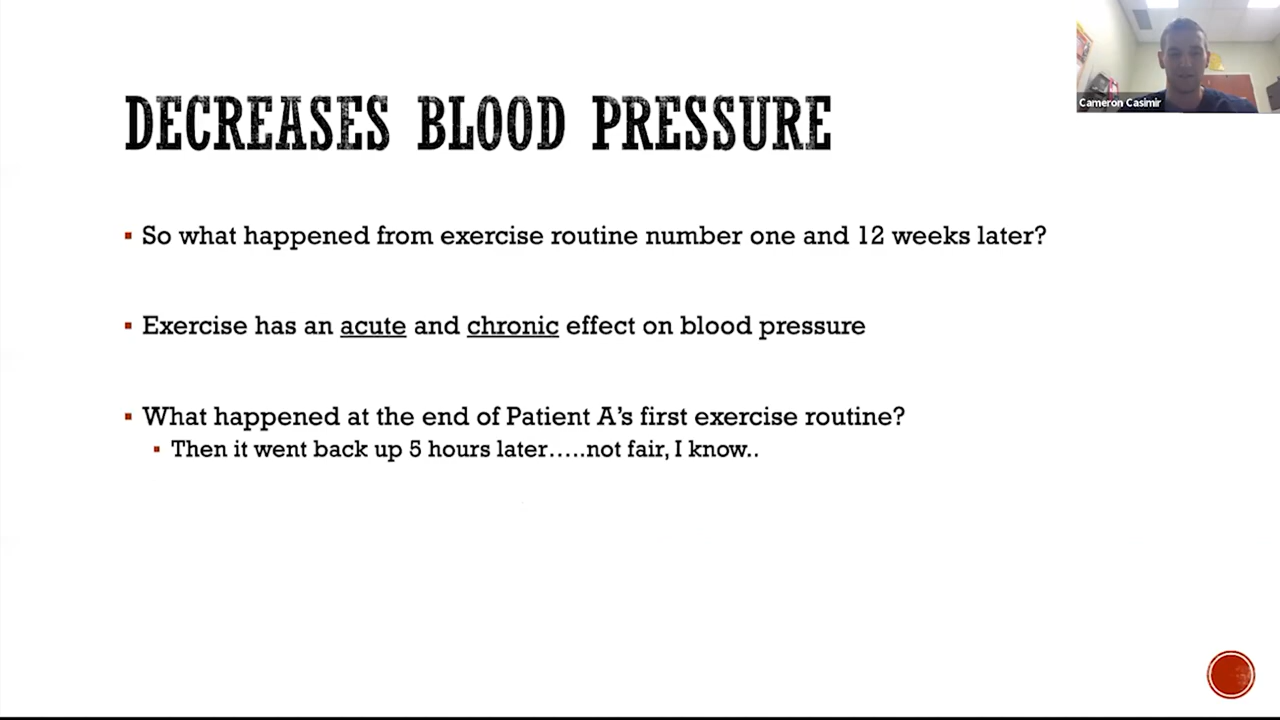 Cameron Casimir
DECREASES BLOOD PRESSURE
So what happened from exercise routine number one and 12 weeks later?
Exercise has an acute and chronic effect on blood pressure
What happened at the end of Patient A’s first exercise routine?
Then it went back up 5 hours later…..not fair, I know..